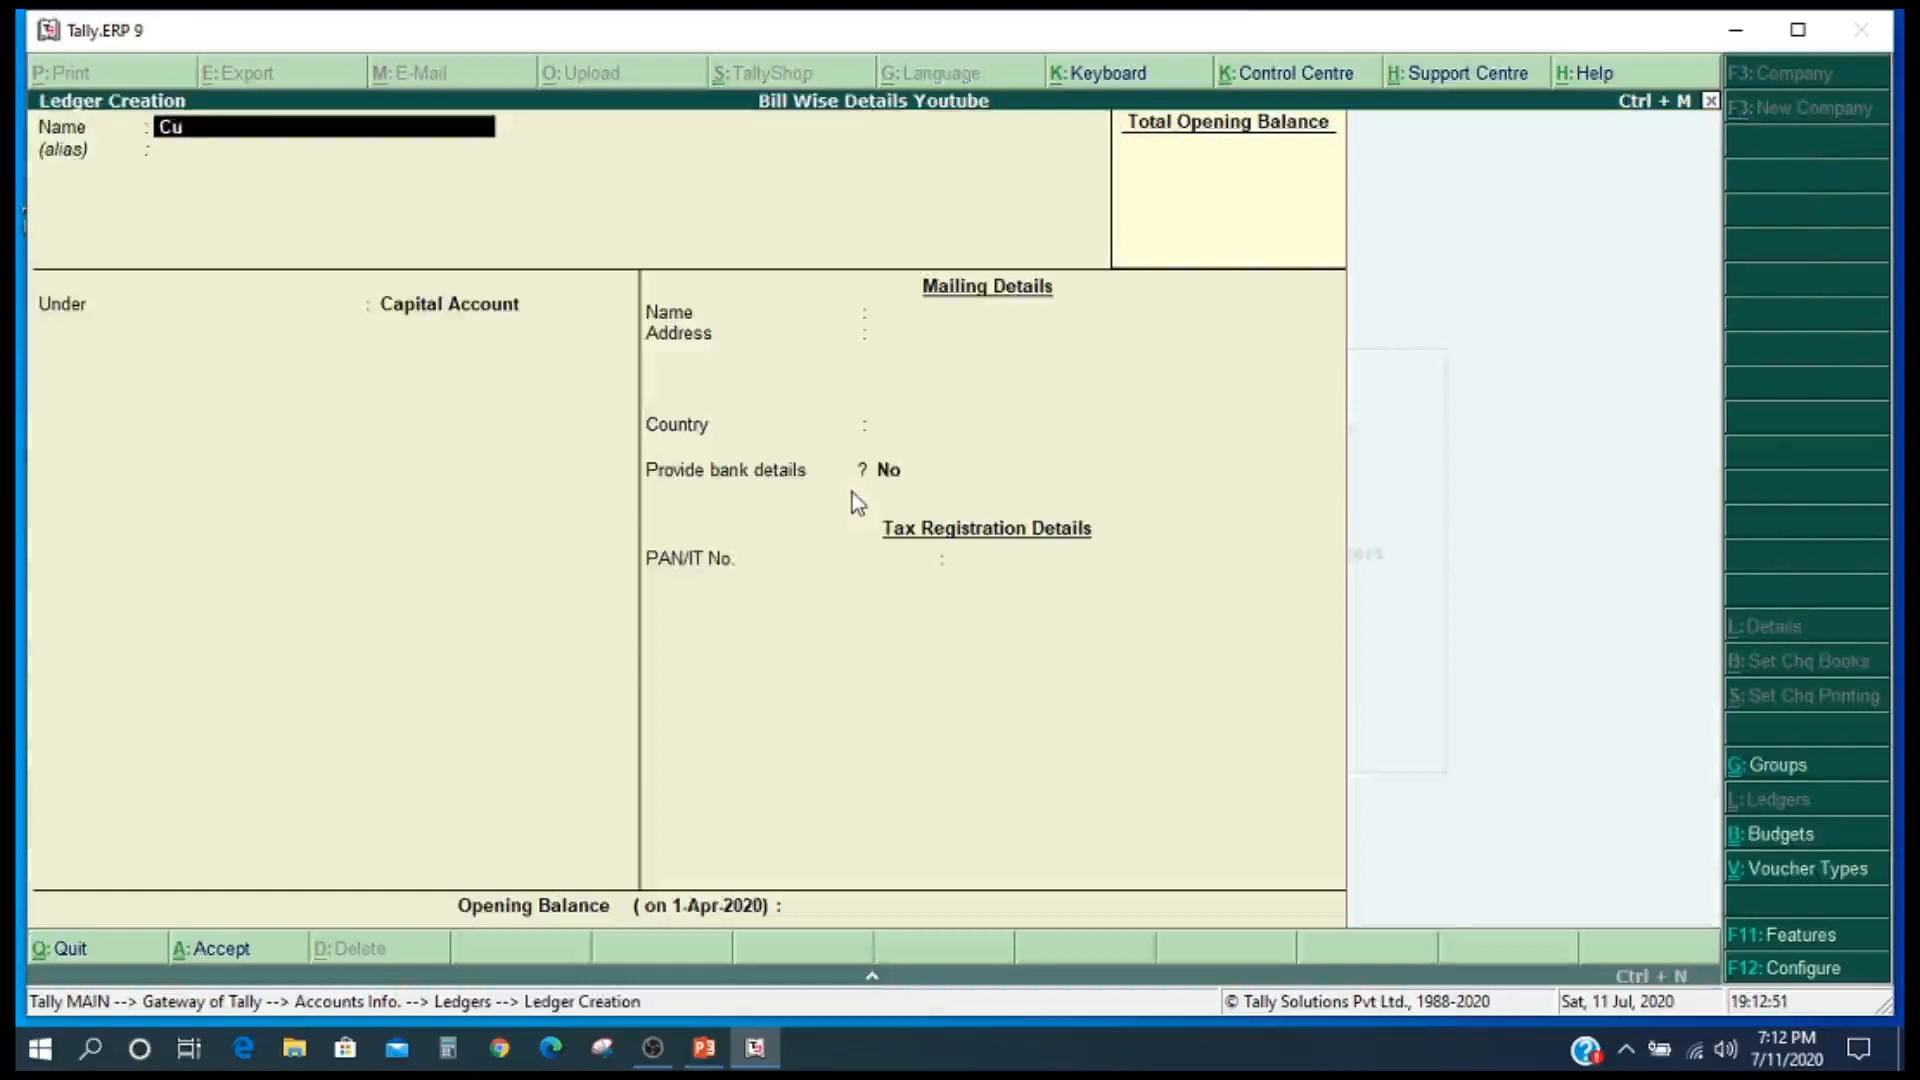 Tally.ERP 9
P: Print E: Export M: E-Mail O: Upload S: TallyShop G: Language K: Keyboard K: Control Centre H: Support Centre H: Help F3: Company
Ledger Creation Bill Wise Details Youtube Ctrl + M
F3: New Company
Name : Cu
(alias) :
Total Opening Balance
Under : Capital Account
Mailing Details
Name :
Address :
Country :
Provide bank details ? No
Tax Registration Details
PAN/IT No. :
ers
L: Details
B: Set Chq Books
S: Set Chq Printing
G: Groups
L: Ledgers
B: Budgets
V: Voucher Types
F11: Features
F12: Configure
Opening Balance ( on 1-Apr-2020) :
Q: Quit A: Accept D: Delete
Ctrl + N
Tally MAIN --> Gateway of Tally --> Accounts Info. --> Ledgers --> Ledger Creation © Tally Solutions Pvt Ltd., 1988-2020 Sat, 11 Jul, 2020 19:12:51
7:12 PM
7/11/2020